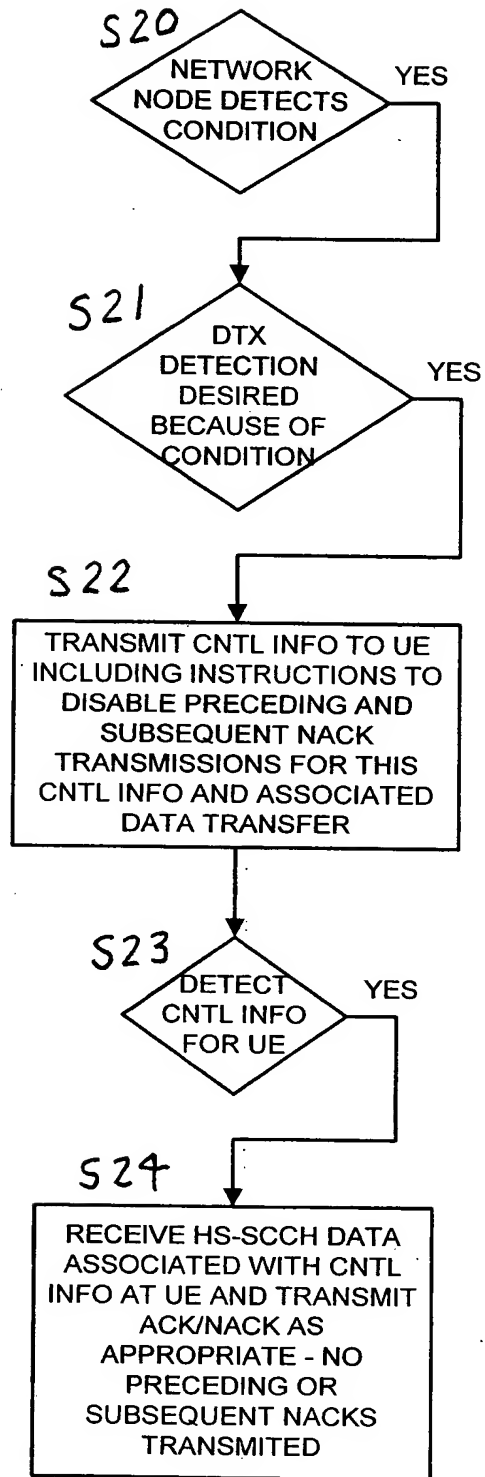 S20
NETWORK
NODE DETECTS
CONDITION
YES
S21
DTX
DETECTION
DESIRED
BECAUSE OF
CONDITION
YES
S22
TRANSMIT CNTL INFO TO UE
INCLUDING INSTRUCTIONS TO
DISABLE PRECEDING AND
SUBSEQUENT NACK
TRANSMISSIONS FOR THIS
CNTL INFO AND ASSOCIATED
DATA TRANSFER
S23
DETECT
CNTL INFO
FOR UE
YES
S24
RECEIVE HS-SCCH DATA
ASSOCIATED WITH CNTL
INFO AT UE AND TRANSMIT
ACK/NACK AS
APPROPRIATE - NO
PRECEDING OR
SUBSEQUENT NACKS
TRANSMITED